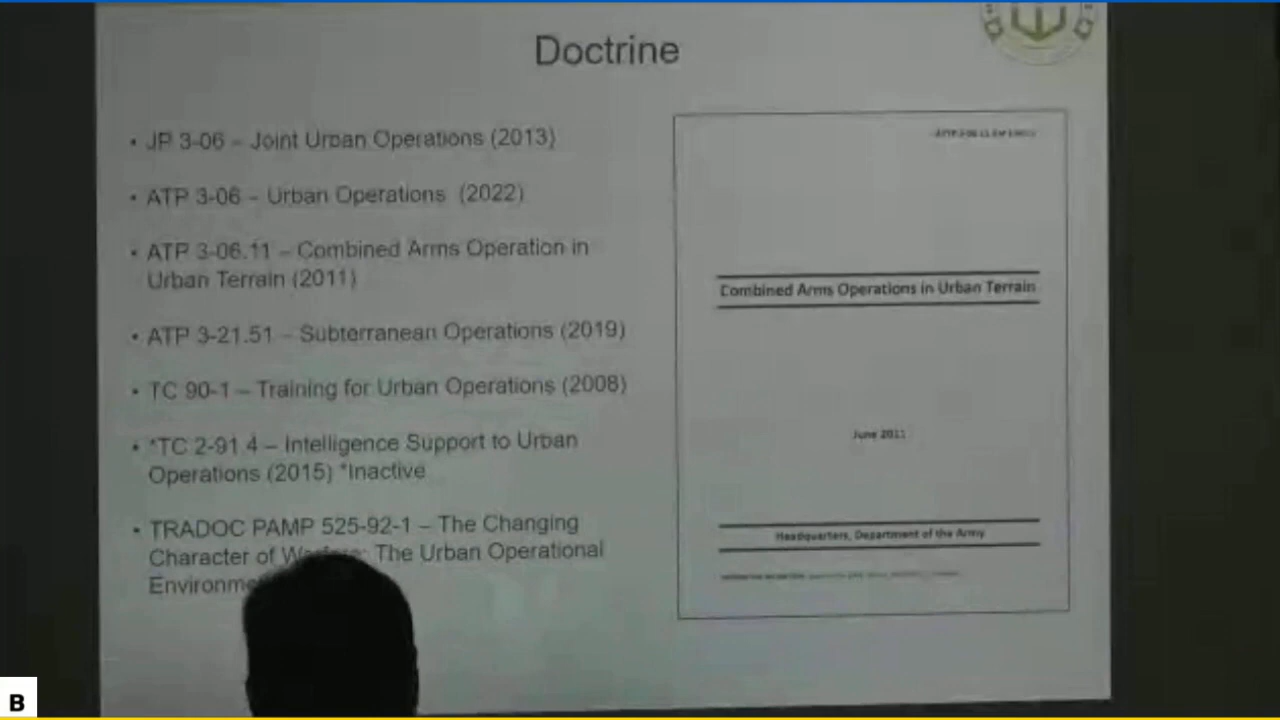 Doctrine
• JP 3-06 – Joint Urban Operations (2013)
• ATP 3-06 – Urban Operations (2022)
• ATP 3-06.11 – Combined Arms Operation in
Urban Terrain (2011)
• ATP 3-21.51 – Subterranean Operations (2019)
• TC 90-1 – Training for Urban Operations (2008)
• *TC 2-91.4 – Intelligence Support to Urban
Operations (2015) *Inactive
• TRADOC PAMP 525-92-1 – The Changing
Character of The Urban Operational
Combined Arms Operations in Urban Terrain
June 2011
Headquarters, Department of the Army
B